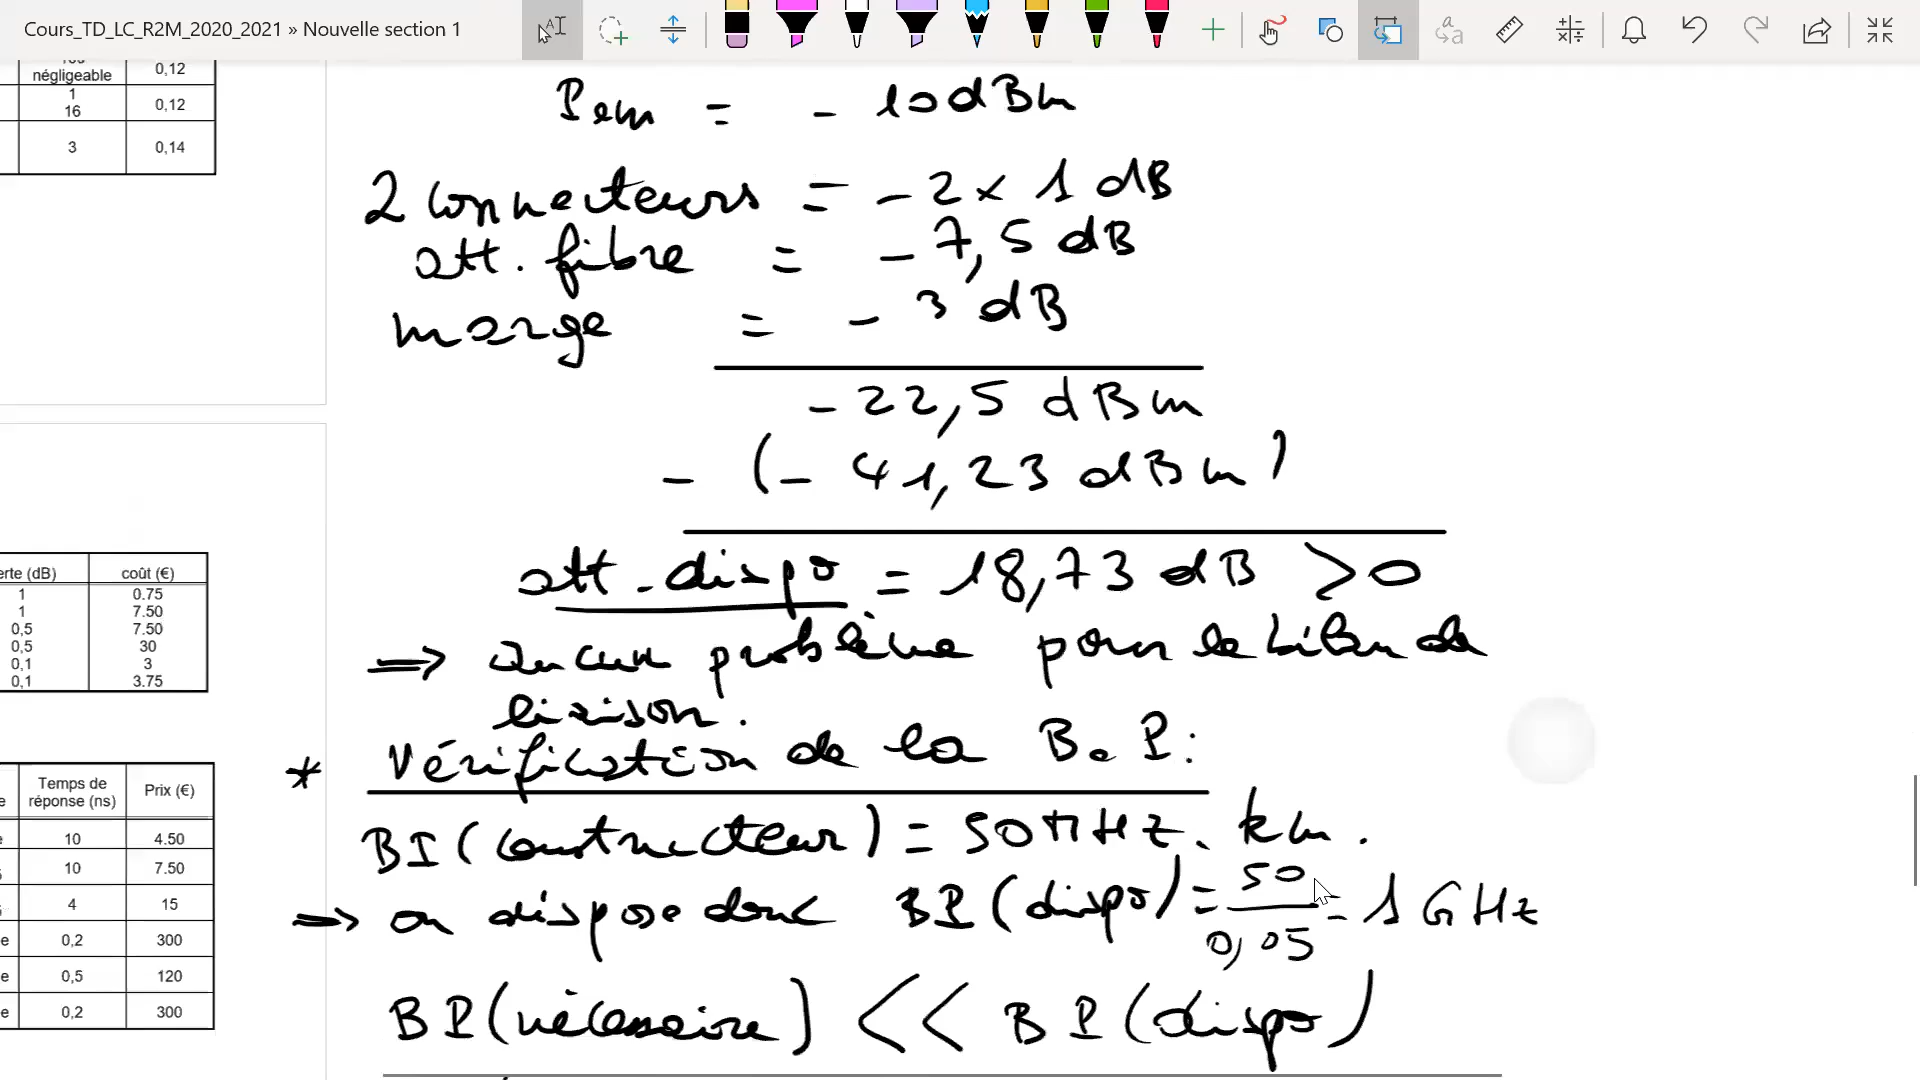 Cours_TD_LC_R2M_2020_2021 » Nouvelle section 1
négligeable 0,12
1
16 0,12
3 0,14
erte (dB) coût (€)
1 0.75
1 7.50
0,5 7.50
0,5 30
0,1 3
0,1 3.75
Temps de
réponse (ns) Prix (€)
e 10 4.50
10 7.50
4 15
e 0,2 300
e 0,5 120
e 0,2 300
Pem = - 10 dBm
2 connecteurs = - 2 x 1 dB
att. fibre = - 7,5 dB
marge = - 3 dB
- 22,5 dBm
- (- 41,23 dBm)
att. dispo = 18,73 dB > 0
⇒ aucun problème pour le bilan de
liaison.
* Vérification de la B.P:
BP (constructeur) = 50 MHz. km.
⇒ on dispose donc BP (dispo) = 50/0,05 = 1 GHz
BP (nécessaire) << BP (dispo)